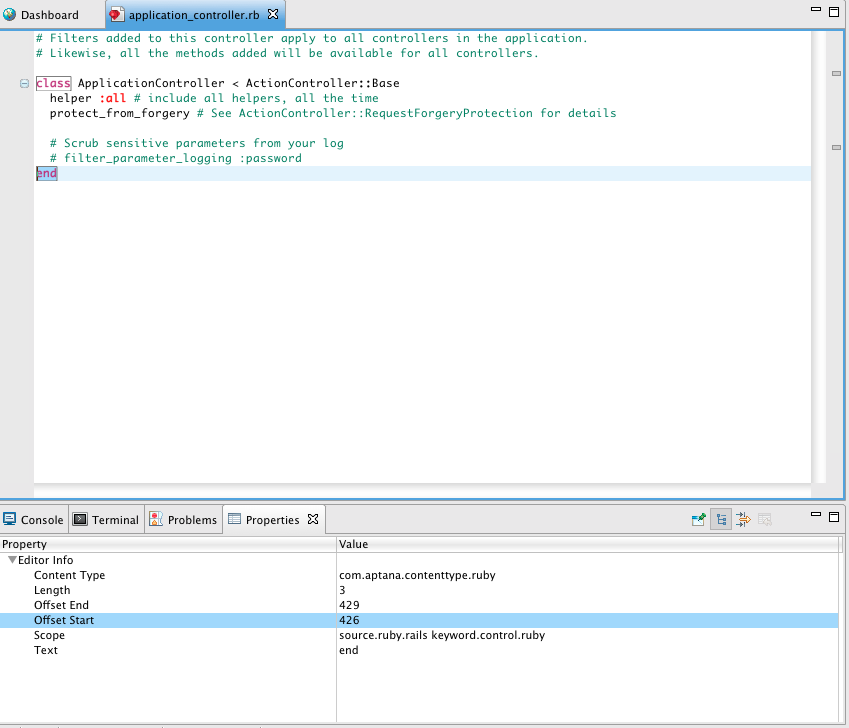 Dashboard
application_controller.rb
# Filters added to this controller apply to all controllers in the application.
# Likewise, all the methods added will be available for all controllers.
class ApplicationController < ActionController::Base
  helper :all # include all helpers, all the time
  protect_from_forgery # See ActionController::RequestForgeryProtection for details
  # Scrub sensitive parameters from your log
  # filter_parameter_logging :password
end
Console Terminal Problems Properties
Property Value
Editor Info
Content Type com.aptana.contenttype.ruby
Length 3
Offset End 429
Offset Start 426
Scope source.ruby.rails keyword.control.ruby
Text end